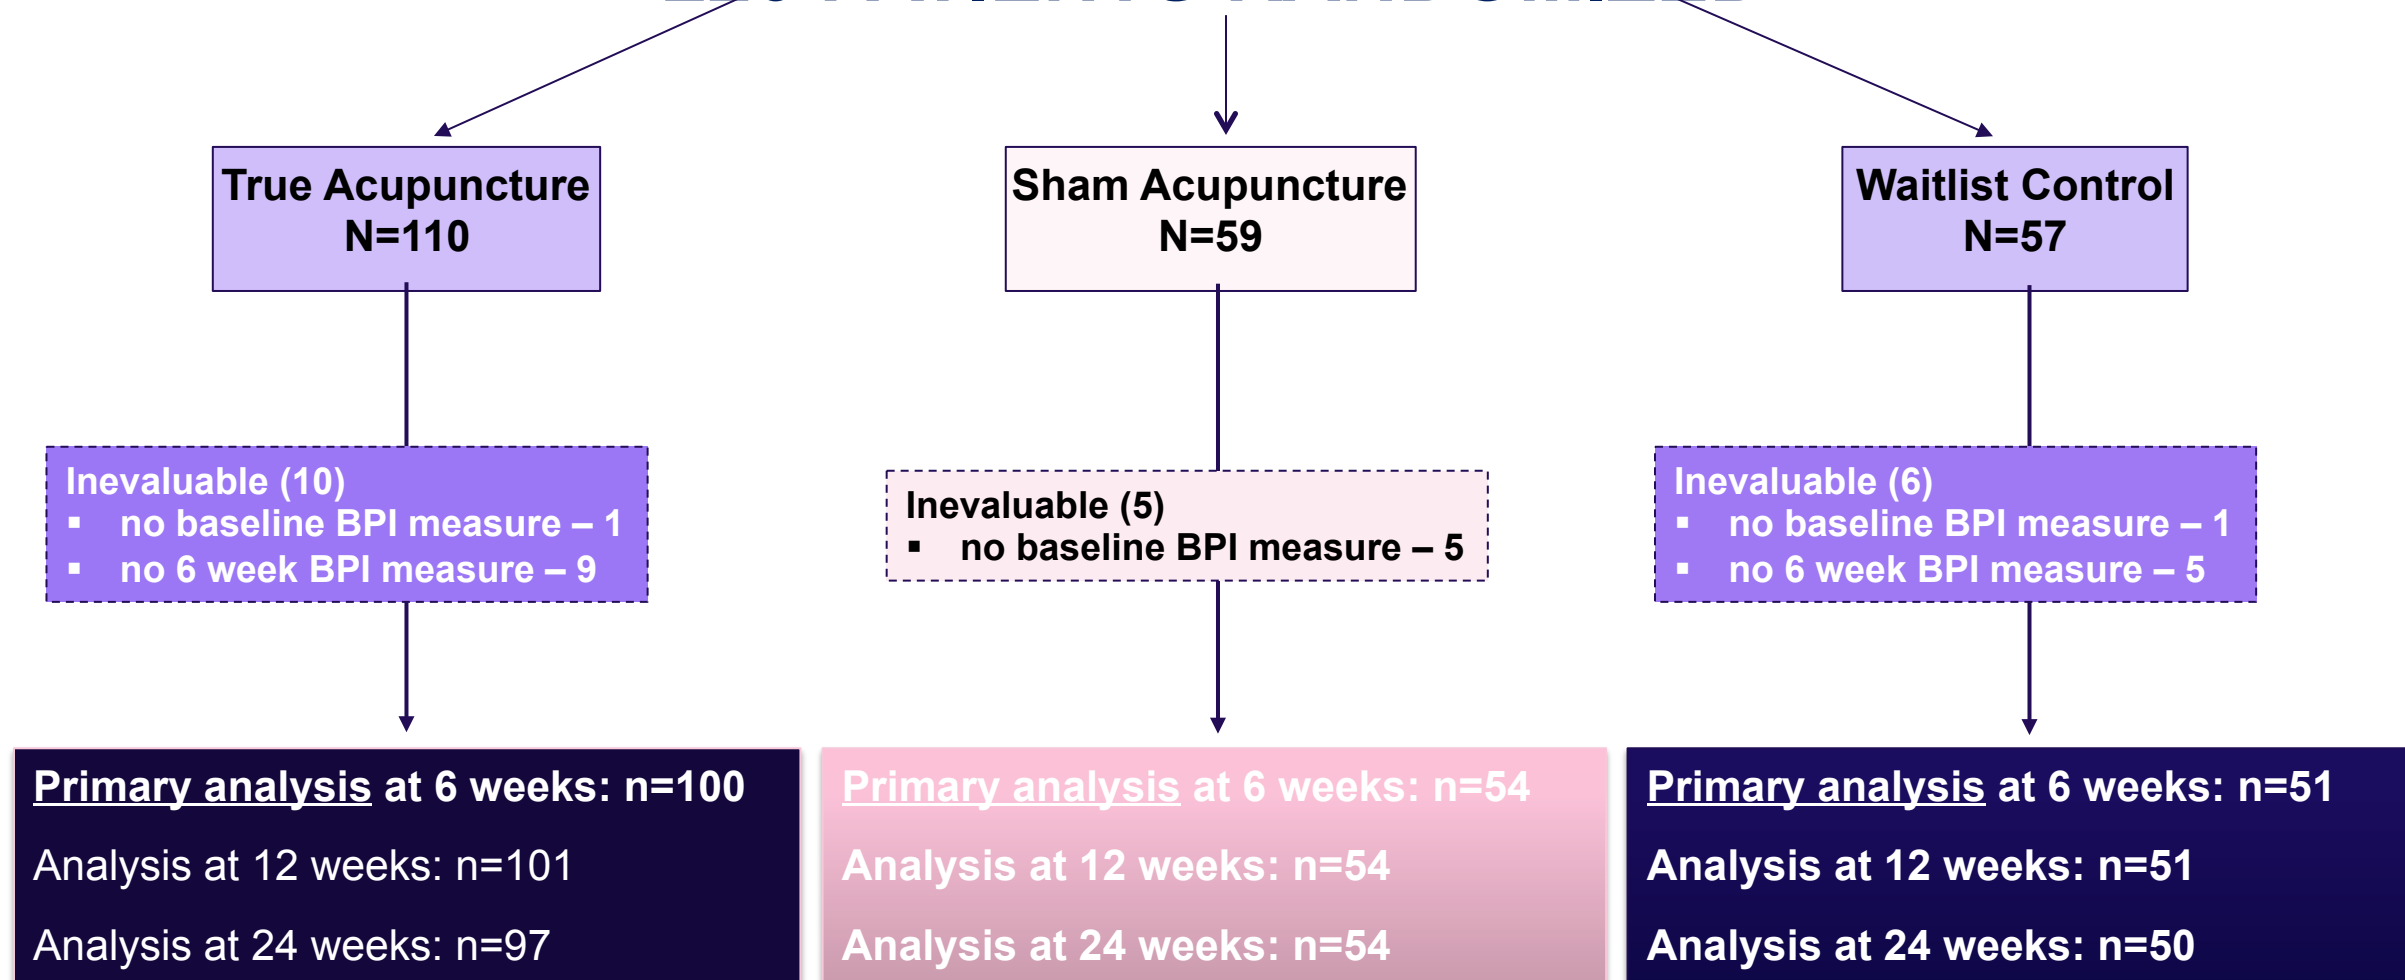 True Acupuncture
N=110
Sham Acupuncture
N=59
Waitlist Control
N=57
Inevaluable (10)
▪ no baseline BPI measure – 1
▪ no 6 week BPI measure – 9
Inevaluable (5)
▪ no baseline BPI measure – 5
Inevaluable (6)
▪ no baseline BPI measure – 1
▪ no 6 week BPI measure – 5
Primary analysis at 6 weeks: n=100
Analysis at 12 weeks: n=101
Analysis at 24 weeks: n=97
Primary analysis at 6 weeks: n=54
Analysis at 12 weeks: n=54
Analysis at 24 weeks: n=54
Primary analysis at 6 weeks: n=51
Analysis at 12 weeks: n=51
Analysis at 24 weeks: n=50